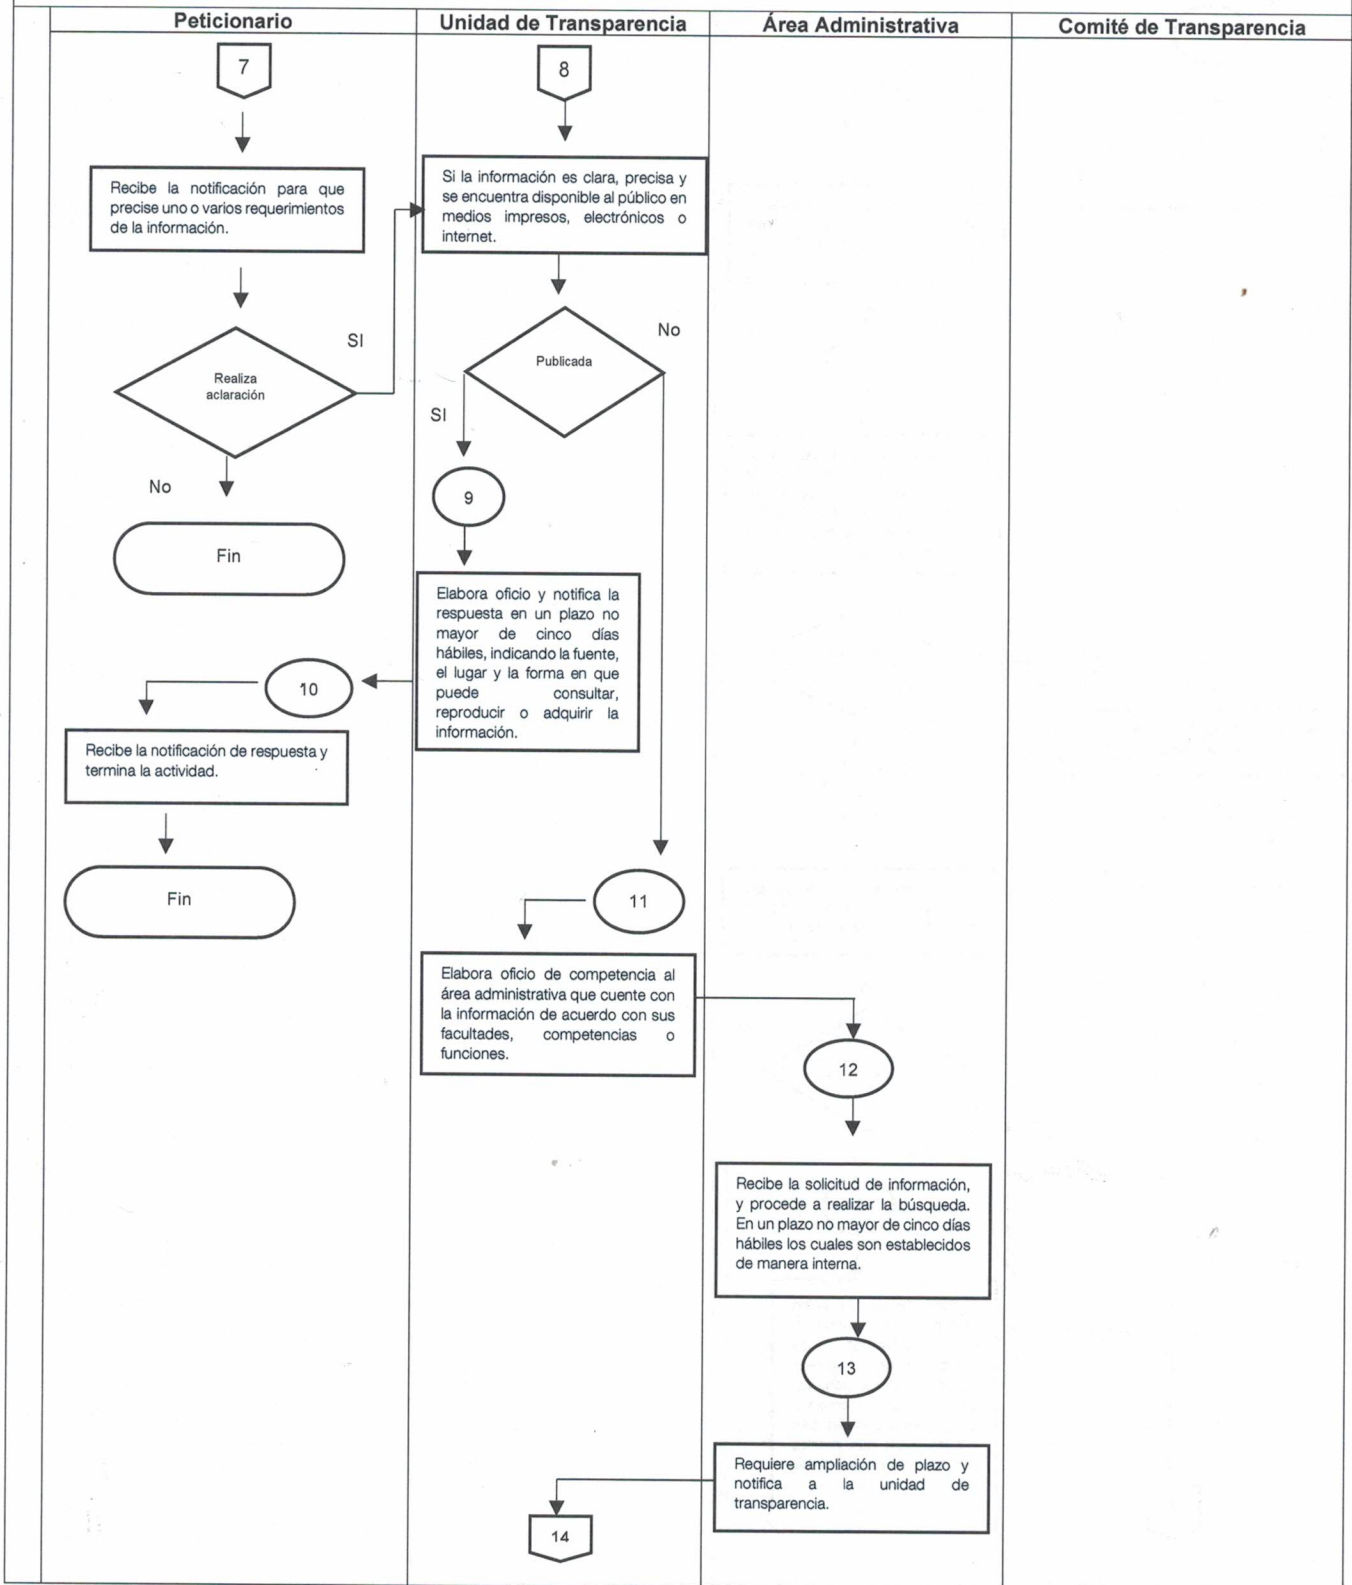 Peticionario
Unidad de Transparencia
Área Administrativa
Comité de Transparencia
7
Recibe la notificación para que
precise uno o varios requerimientos
de la información.
Realiza
aclaración
SI
No
Fin
8
Si la información es clara, precisa y
se encuentra disponible al público en
medios impresos, electrónicos o
internet.
Publicada
No
SI
9
Elabora oficio y notifica la
respuesta en un plazo no
mayor de cinco días
hábiles, indicando la fuente,
el lugar y la forma en que
puede consultar,
reproducir o adquirir la
información.
10
Recibe la notificación de respuesta y
termina la actividad.
Fin
11
Elabora oficio de competencia al
área administrativa que cuente con
la información de acuerdo con sus
facultades, competencias o
funciones.
12
Recibe la solicitud de información,
y procede a realizar la búsqueda.
En un plazo no mayor de cinco días
hábiles los cuales son establecidos
de manera interna.
13
Requiere ampliación de plazo y
notifica a la unidad de
transparencia.
14